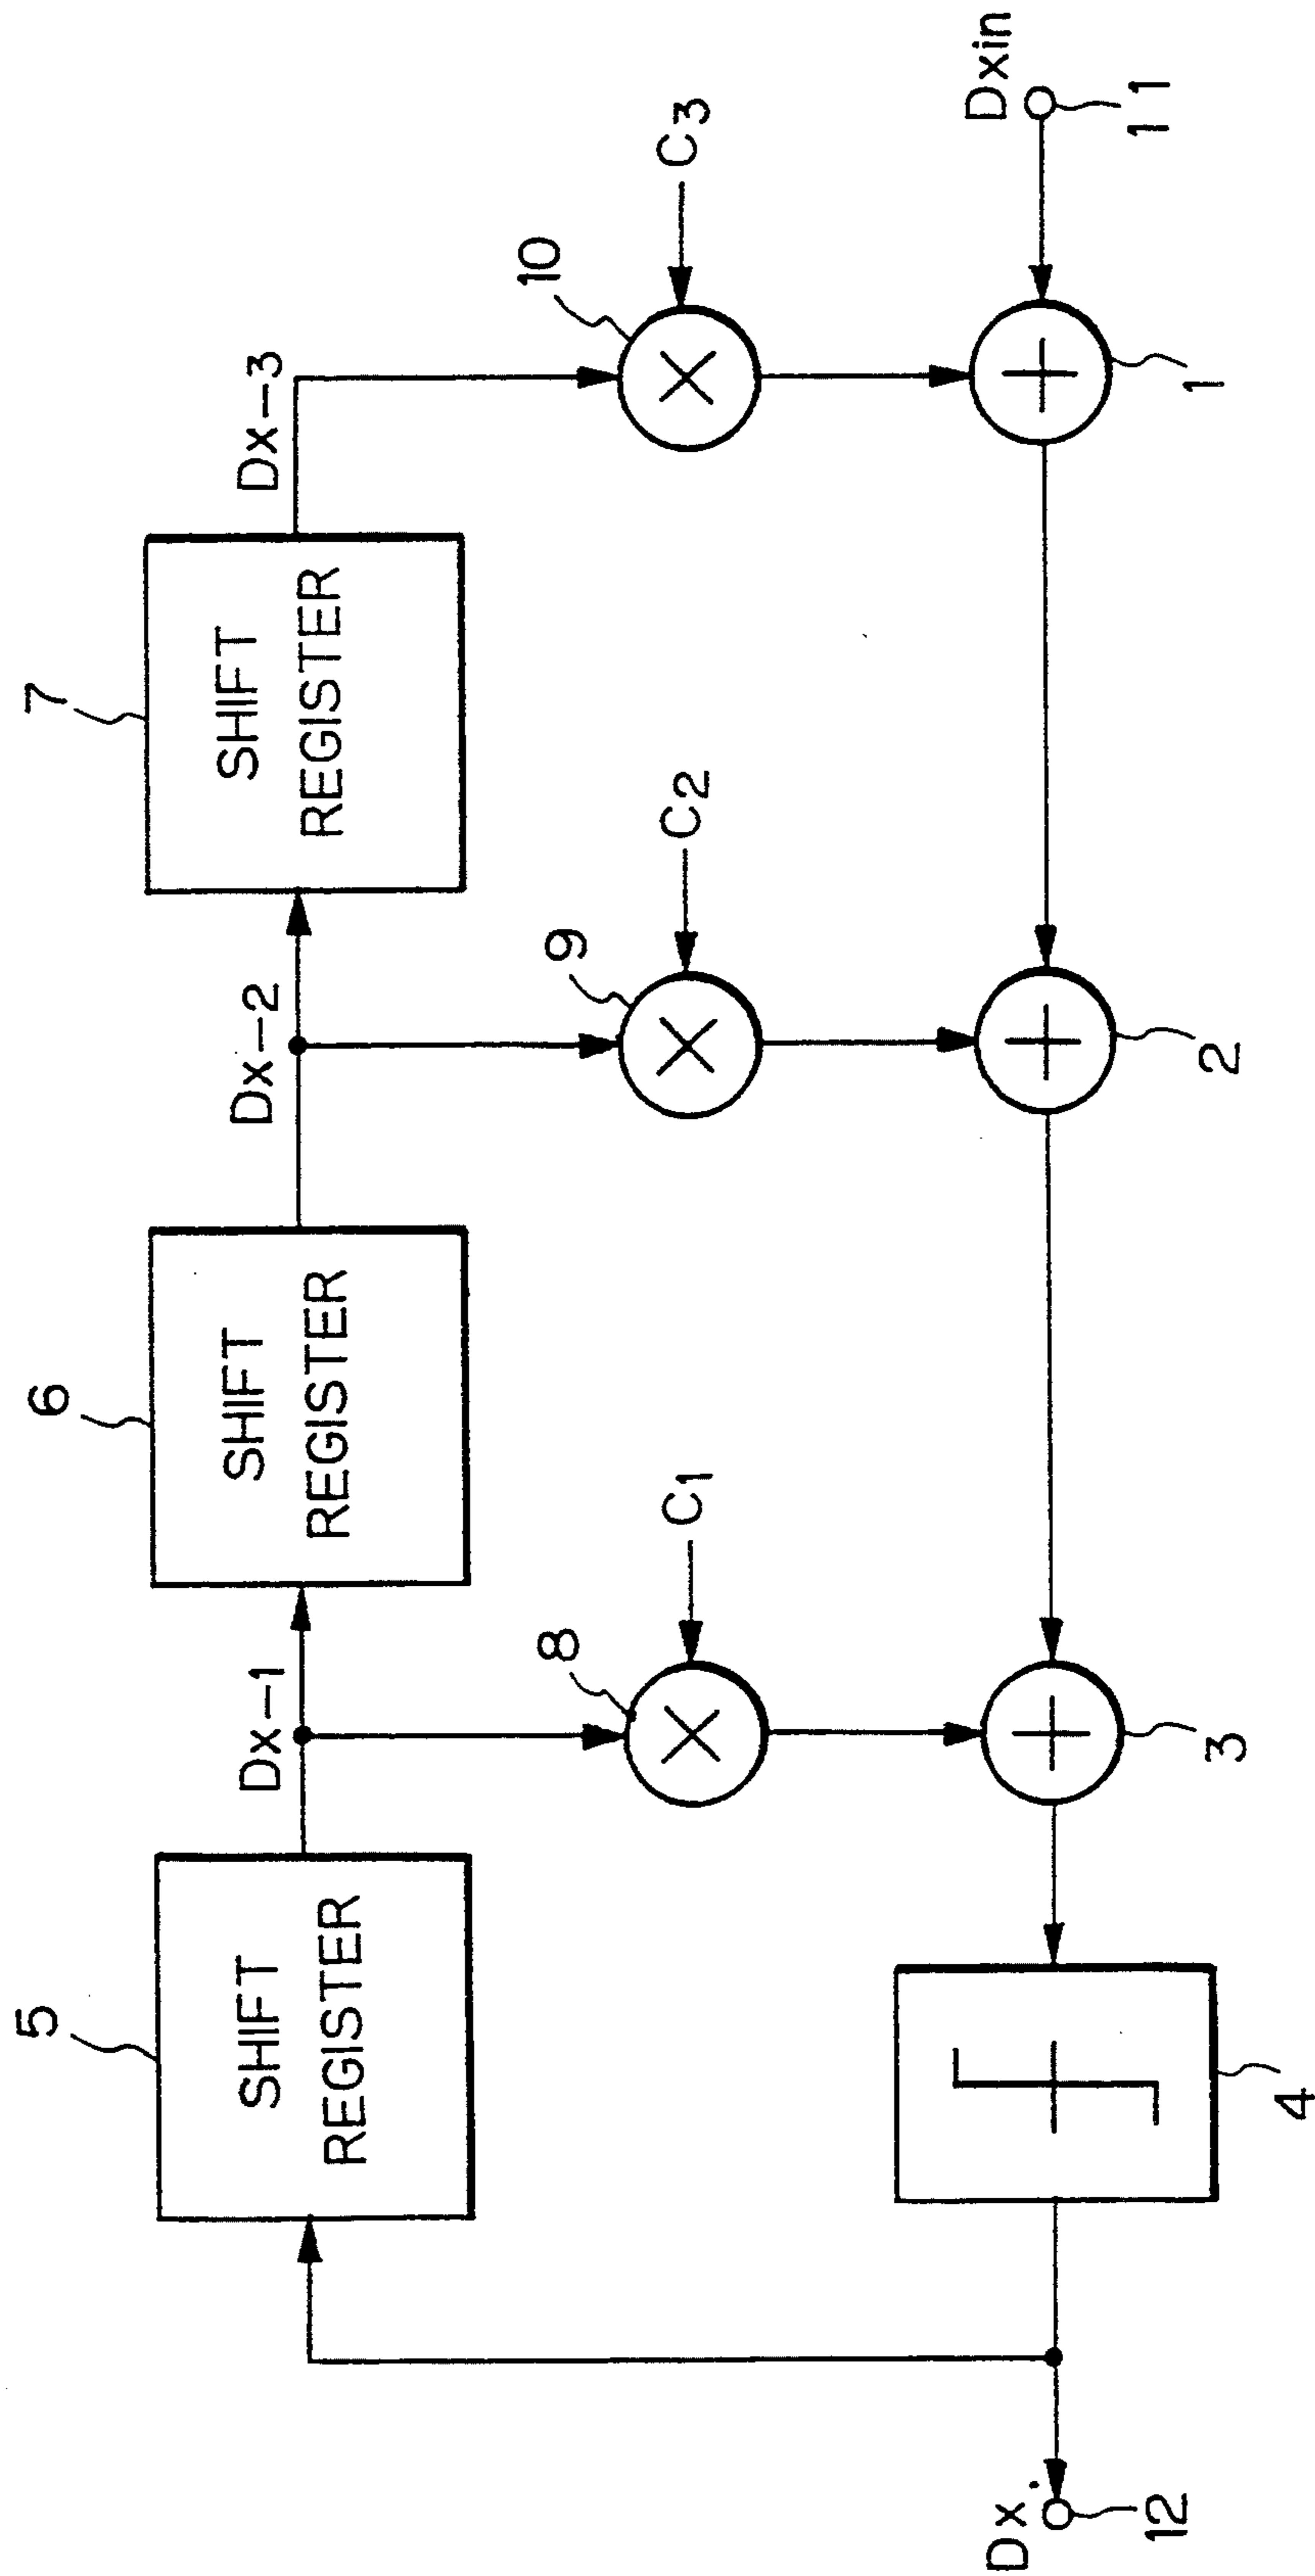 5
SHIFT
REGISTER
Dx-1
6
SHIFT
REGISTER
Dx-2
7
SHIFT
REGISTER
Dx-3
8
C1
9
C2
10
C3
Dx
12
4
3
2
1
Dxin
11